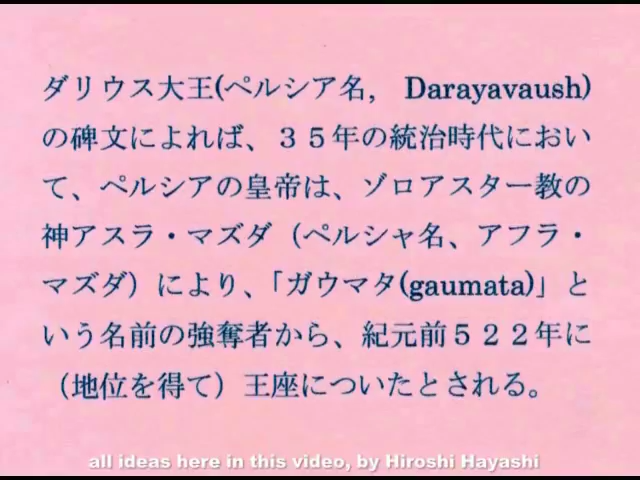 ダリウス大王(ペルシア名, Darayavaush)
の碑文によれば、３５年の統治時代におい
て、ペルシアの皇帝は、ゾロアスター教の
神アスラ・マズダ（ペルシャ名、アフラ・
マズダ）により、「ガウマタ(gaumata)」と
いう名前の強奪者から、紀元前５２２年に
（地位を得て）王座についたとされる。
all ideas here in this video, by Hiroshi Hayashi